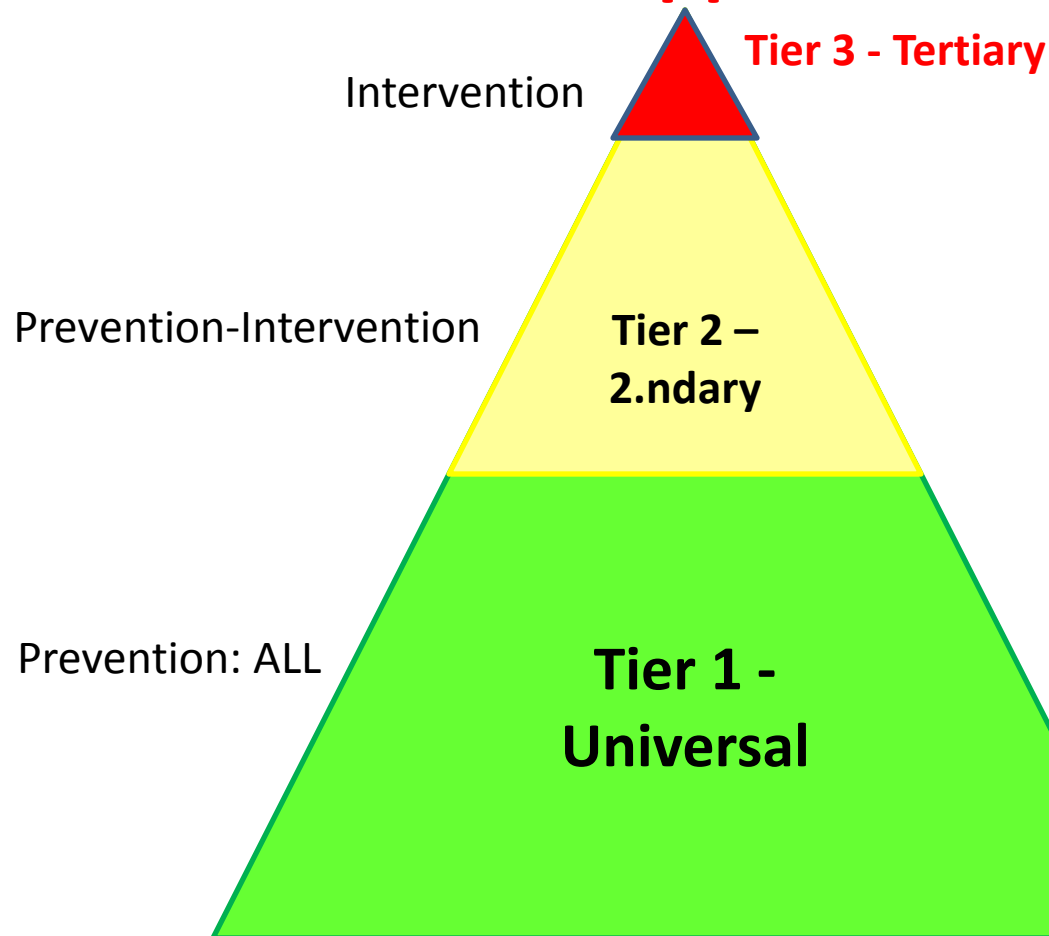 Tier 3 - Tertiary
Intervention
Prevention-Intervention
Tier 2 –
2.ndary
Prevention: ALL
Tier 1 -
Universal